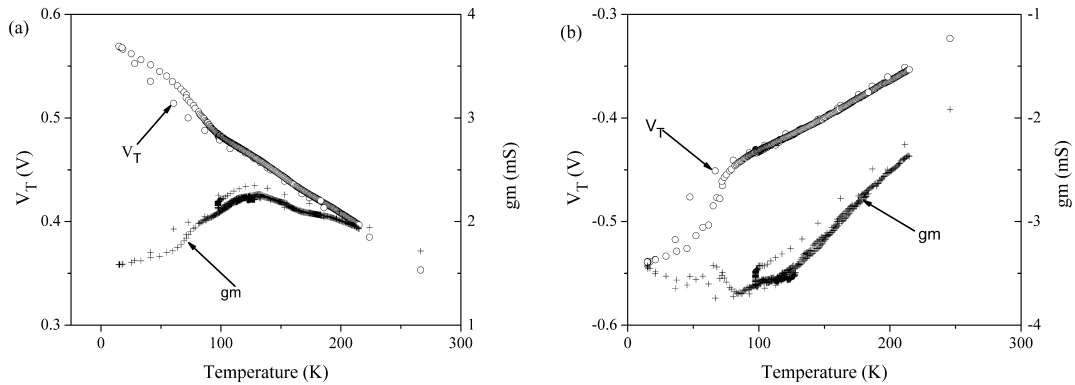 (a)
0.6
0.5
0.4
0.3
V_T (V)
4
3
2
1
gm (mS)
V_T
gm
0
100
200
300
Temperature (K)
(b)
-0.3
-0.4
-0.5
-0.6
V_T (V)
-1
-2
-3
-4
gm (mS)
V_T
gm
0
100
200
300
Temperature (K)